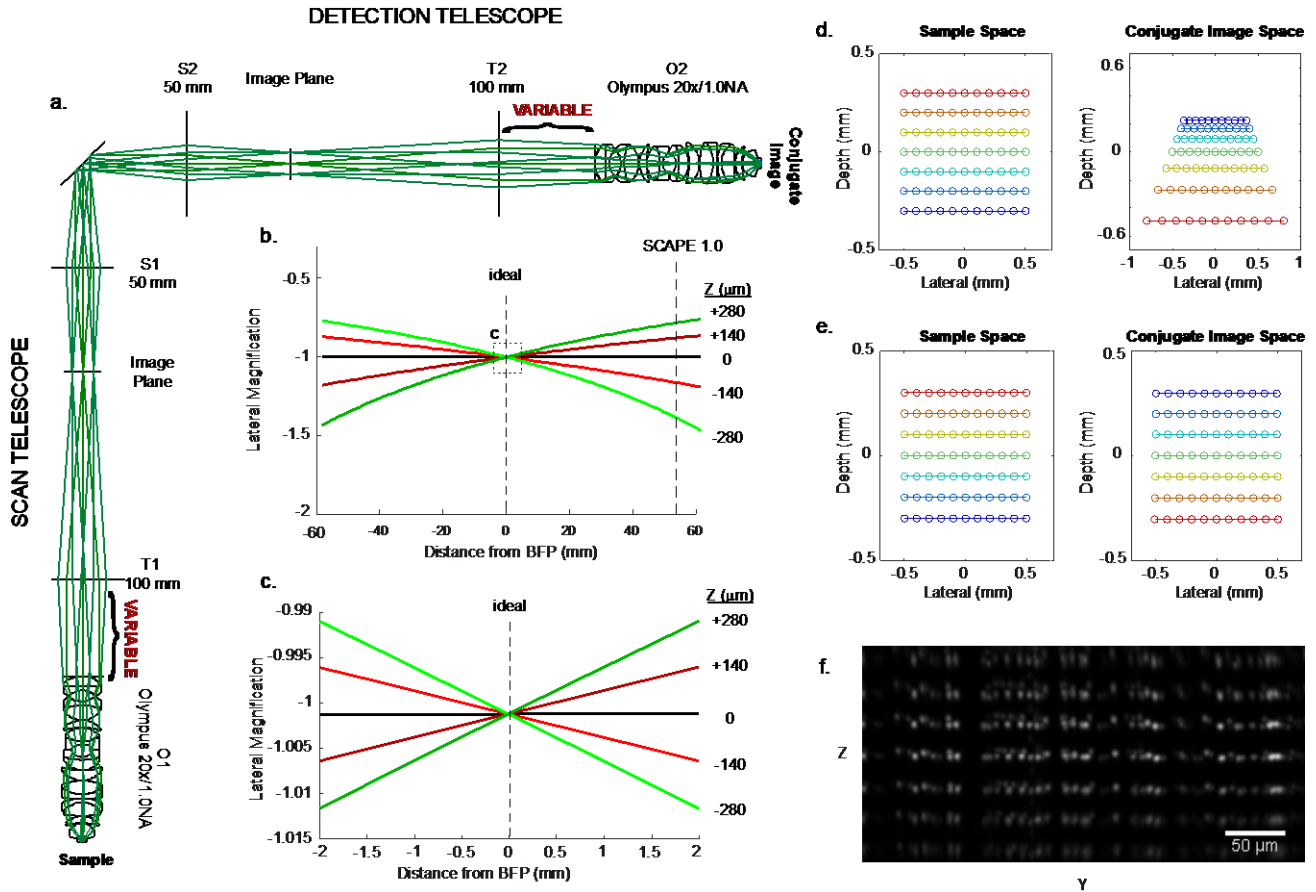 DETECTION TELESCOPE
a.
S2
50 mm
Image Plane
T2
100 mm
O2
Olympus 20x/1.0NA
VARIABLE
Conjugate
Image
S1
50 mm
Image
Plane
SCAN TELESCOPE
T1
100 mm
VARIABLE
O1
Olympus 20x/1.0NA
Sample
b.
SCAPE 1.0
ideal
Z (µm)
+280
+140
0
-140
-280
c
Lateral Magnification
-0.5
-1
-1.5
-2
-60
-40
-20
0
20
40
60
Distance from BFP (mm)
c.
ideal
Z (µm)
+280
+140
0
-140
-280
Lateral Magnification
-0.99
-0.995
-1
-1.005
-1.01
-1.015
-2
-1.5
-1
-0.5
0
0.5
1
1.5
2
Distance from BFP (mm)
d.
Sample Space
0.5
0
-0.5
Depth (mm)
-0.5
0
0.5
Lateral (mm)
Conjugate Image Space
0.6
0
-0.6
Depth (mm)
-1
-0.5
0
0.5
1
Lateral (mm)
e.
Sample Space
0.5
0
-0.5
Depth (mm)
-0.5
0
0.5
Lateral (mm)
Conjugate Image Space
0.5
0
-0.5
Depth (mm)
-0.5
0
0.5
Lateral (mm)
f.
Z
50 µm
Y